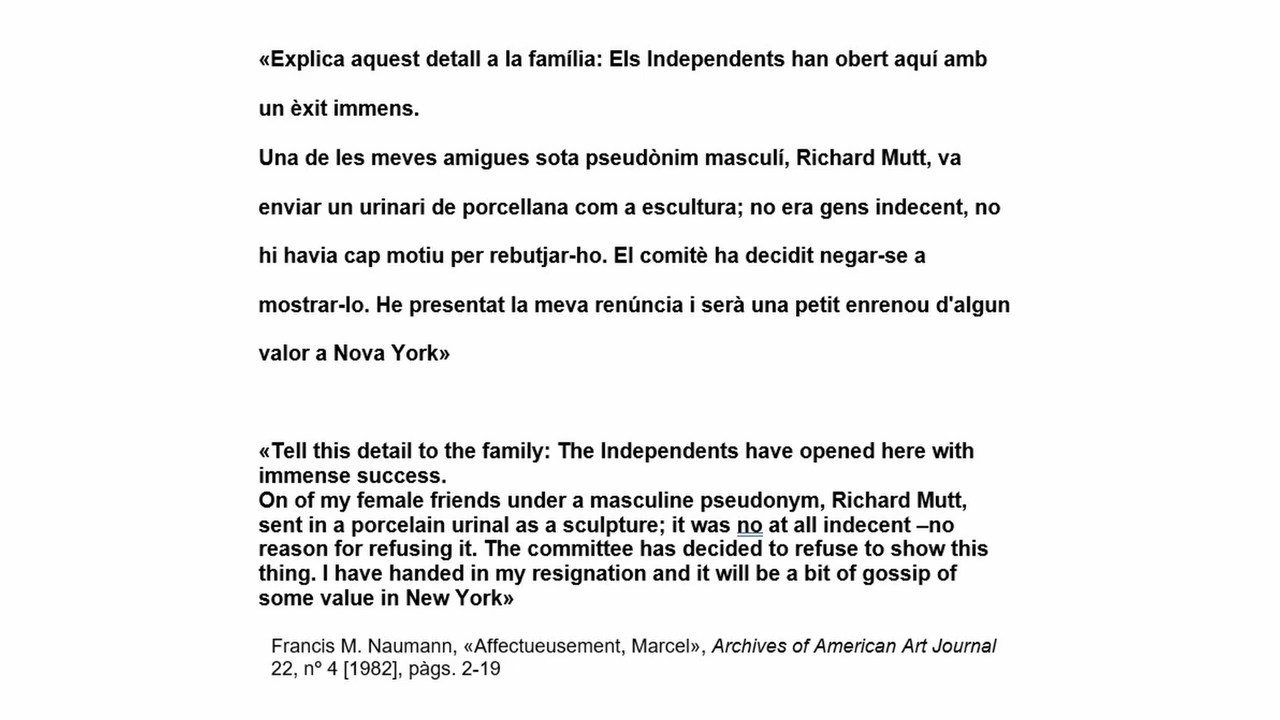 «Explica aquest detall a la família: Els Independents han obert aquí amb
un èxit immens.
Una de les meves amigues sota pseudònim masculí, Richard Mutt, va
enviar un urinari de porcellana com a escultura; no era gens indecent, no
hi havia cap motiu per rebutjar-ho. El comitè ha decidit negar-se a
mostrar-lo. He presentat la meva renúncia i serà una petit enrenou d'algun
valor a Nova York»
«Tell this detail to the family: The Independents have opened here with
immense success.
On of my female friends under a masculine pseudonym, Richard Mutt,
sent in a porcelain urinal as a sculpture; it was no at all indecent –no
reason for refusing it. The committee has decided to refuse to show this
thing. I have handed in my resignation and it will be a bit of gossip of
some value in New York»
Francis M. Naumann, «Affectueusement, Marcel», Archives of American Art Journal
22, nº 4 [1982], pàgs. 2-19